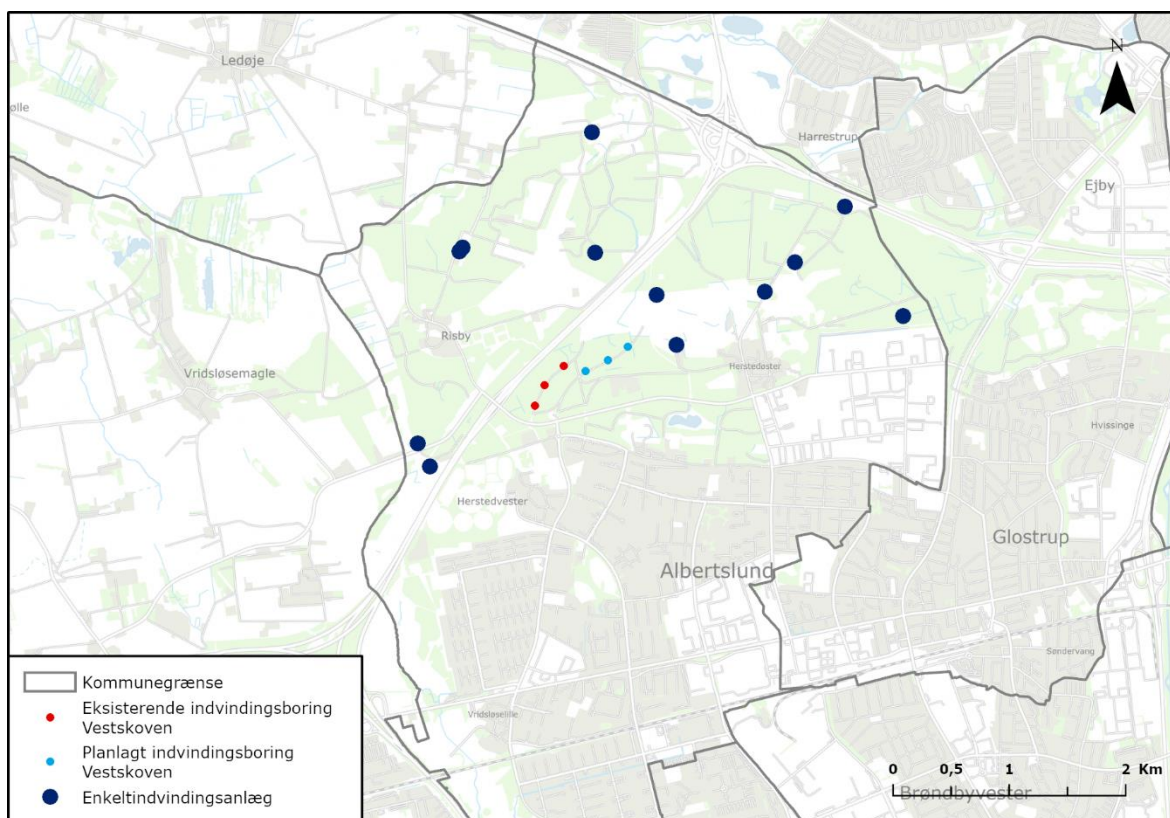 Ledøje
ølle
N
Harrestrup
Ejby
Risby
Vridsløsemagle
Herstedøster
Hvissinge
Herstedvester
Glostrup
Albertslund
Søndervang
Vridsløselille
Kommunegrænse
Eksisterende indvindingsboring
Vestskoven
Planlagt indvindingsboring
Vestskoven
Enkeltindvindingsanlæg
0 0,5 1 2 Km
Brøndbyvester